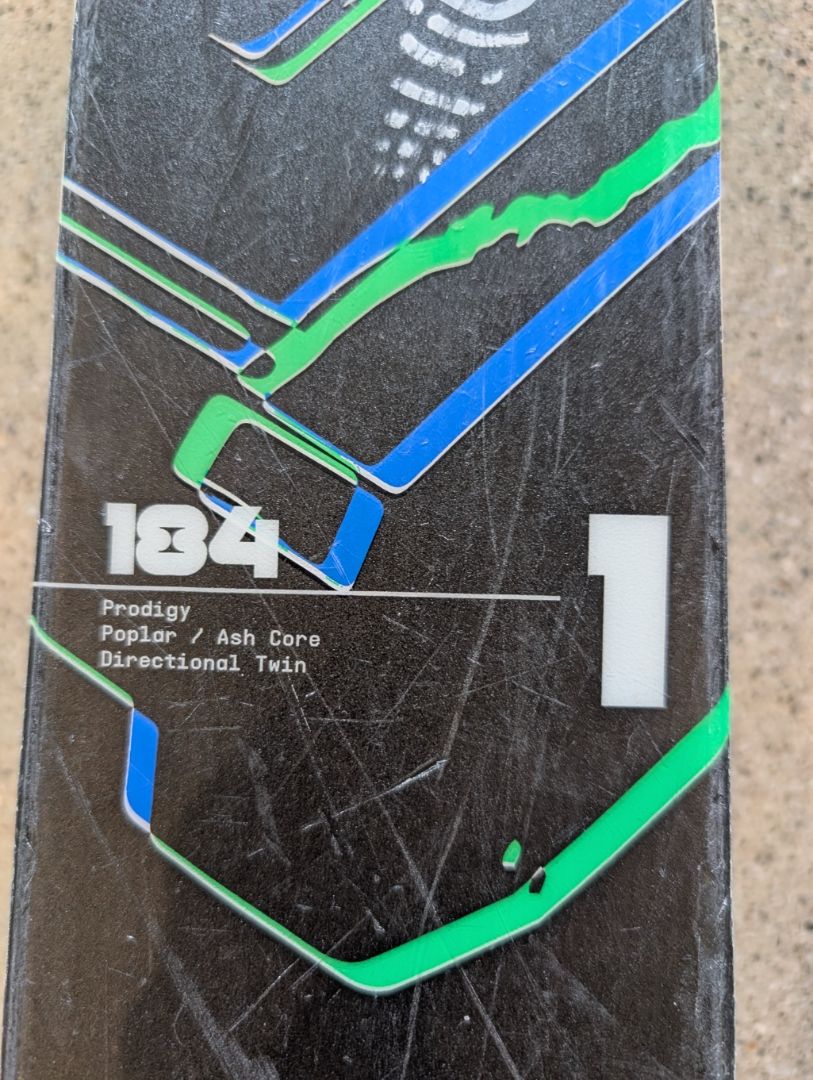 184
1
Prodigy
Poplar / Ash Core
Directional Twin